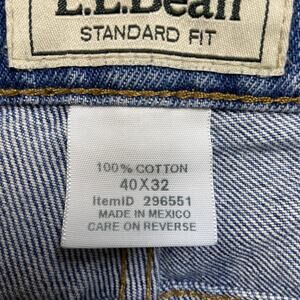 L.L.Bean
STANDARD FIT
100% COTTON
40X32
ItemID 296551
MADE IN MEXICO
CARE ON REVERSE